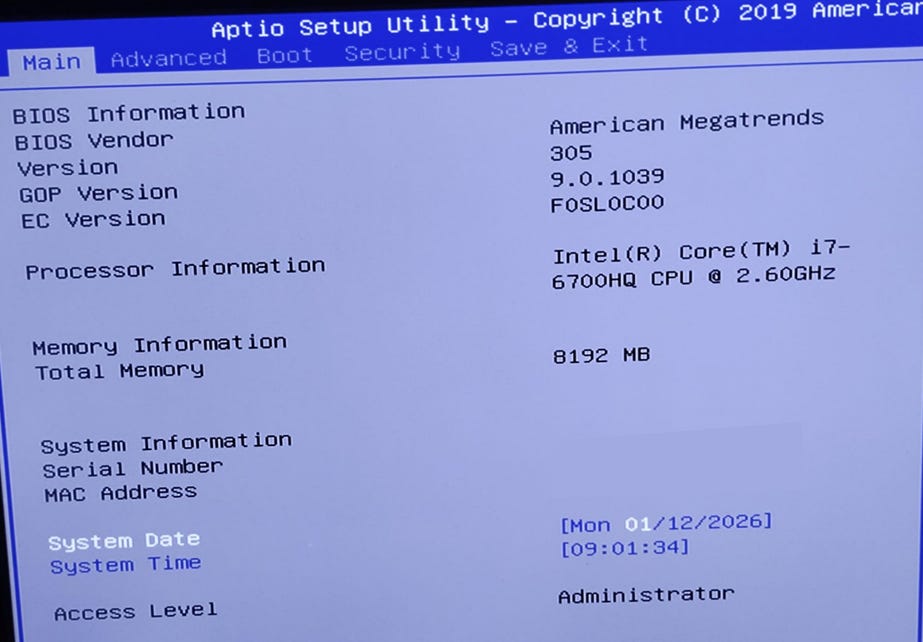 Aptio Setup Utility – Copyright (C) 2019 American
Main Advanced Boot Security Save & Exit
BIOS Information
BIOS Vendor American Megatrends
Version 305
GOP Version 9.0.1039
EC Version F0SL0C00
Processor Information Intel(R) Core(TM) i7-
6700HQ CPU @ 2.60GHz
Memory Information
Total Memory 8192 MB
System Information
Serial Number
MAC Address
System Date [Mon 01/12/2026]
System Time [09:01:34]
Access Level Administrator